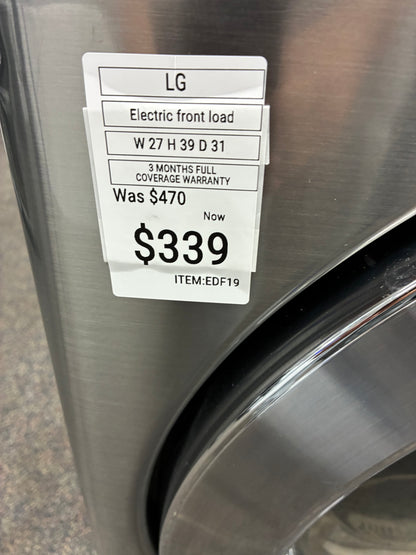 LG
Electric front load
W 27 H 39 D 31
3 MONTHS FULL
COVERAGE WARRANTY
Was $470
Now
$339
ITEM:EDF19